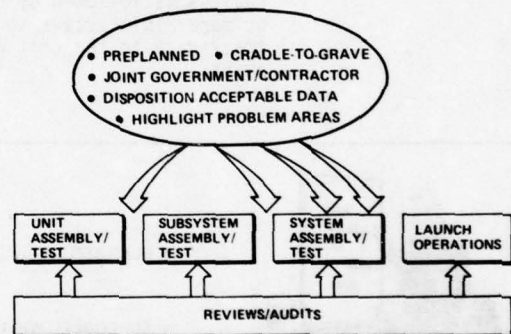 • PREPLANNED • CRADLE-TO-GRAVE
• JOINT GOVERNMENT/CONTRACTOR
• DISPOSITION ACCEPTABLE DATA
• HIGHLIGHT PROBLEM AREAS
UNIT
ASSEMBLY/
TEST
SUBSYSTEM
ASSEMBLY/
TEST
SYSTEM
ASSEMBLY/
TEST
LAUNCH
OPERATIONS
REVIEWS/AUDITS